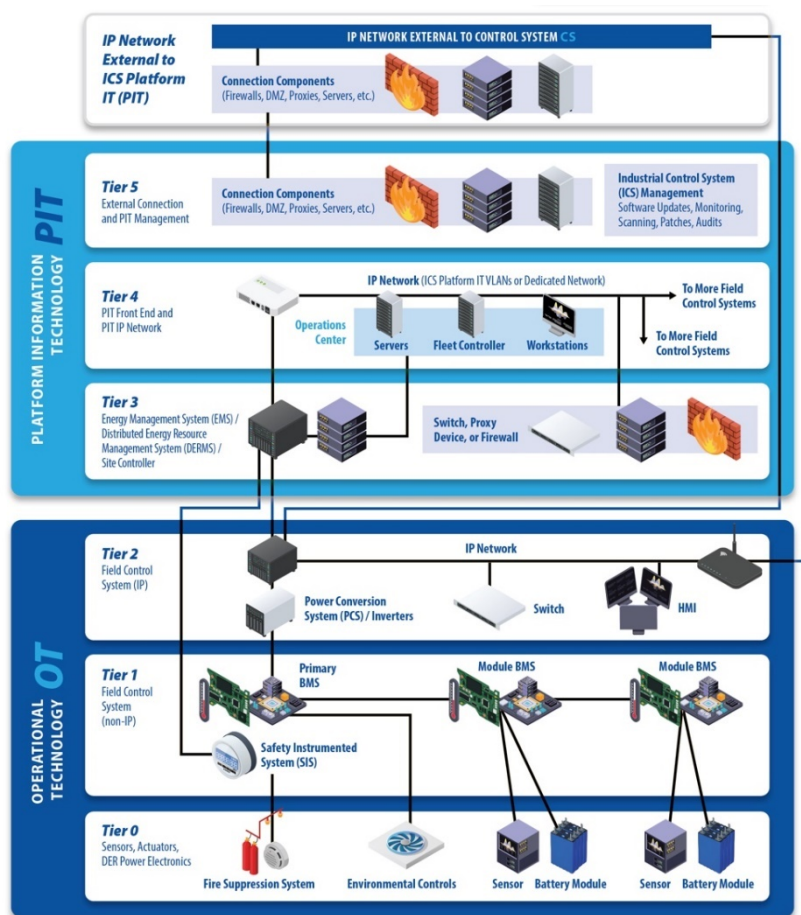 IP Network
External to
ICS Platform
IT (PIT)
IP NETWORK EXTERNAL TO CONTROL SYSTEM CS
Connection Components
(Firewalls, DMZ, Proxies, Servers, etc.)
PLATFORM INFORMATION
TECHNOLOGY PIT
Tier 5
External Connection
and PIT Management
Connection Components
(Firewalls, DMZ, Proxies, Servers, etc.)
Industrial Control System
(ICS) Management
Software Updates, Monitoring,
Scanning, Patches, Audits
Tier 4
PIT Front End and
PIT IP Network
IP Network (ICS Platform IT VLANs or Dedicated Network)
Operations
Center
Servers
Fleet Controller
Workstations
To More Field
Control Systems
To More Field
Control Systems
Tier 3
Energy Management System (EMS) /
Distributed Energy Resource
Management System (DERMS) /
Site Controller
Switch, Proxy
Device, or Firewall
OPERATIONAL
TECHNOLOGY OT
Tier 2
Field Control
System (IP)
IP Network
Power Conversion
System (PCS) / Inverters
Switch
HMI
Tier 1
Field Control
System
(non-IP)
Primary
BMS
Module BMS
Module BMS
Safety Instrumented
System (SIS)
Tier 0
Sensors, Actuators,
DER Power Electronics
Fire Suppression System
Environmental Controls
Sensor
Battery Module
Sensor
Battery Module